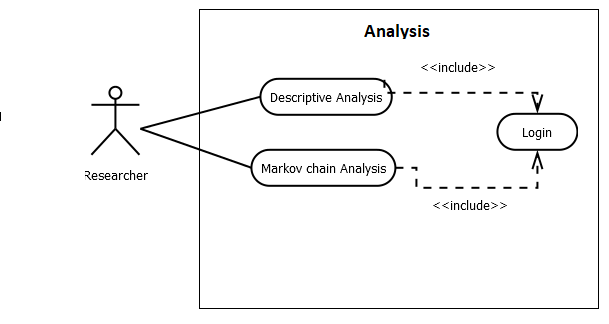 Analysis
<<include>>
Descriptive Analysis
Login
Markov chain Analysis
Researcher
<<include>>